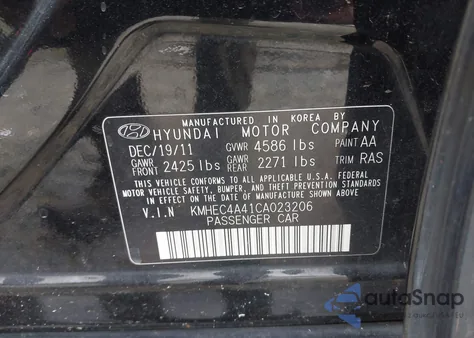 MANUFACTURED IN KOREA BY
HYUNDAI MOTOR COMPANY
DEC/19/11 GVWR 4586 lbs PAINT AA
GAWR FRONT 2425 lbs GAWR REAR 2271 lbs TRIM RAS
THIS VEHICLE CONFORMS TO ALL APPLICABLE U.S.A. FEDERAL
MOTOR VEHICLE SAFETY, BUMPER, AND THEFT PREVENTION STANDARDS
IN EFFECT ON THE DATE OF MANUFACTURE SHOWN ABOVE.
V.I.N KMHEC4A41CA023206
PASSENGER CAR
autoSnap